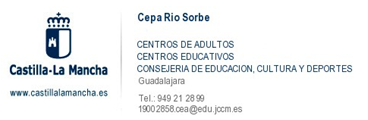 Castilla-La Mancha
www.castillalamancha.es
Cepa Rio Sorbe
CENTROS DE ADULTOS
CENTROS EDUCATIVOS
CONSEJERIA DE EDUCACION, CULTURA Y DEPORTES
Guadalajara
Tel.: 949 21 28 99
19002858.cea@edu.jccm.es